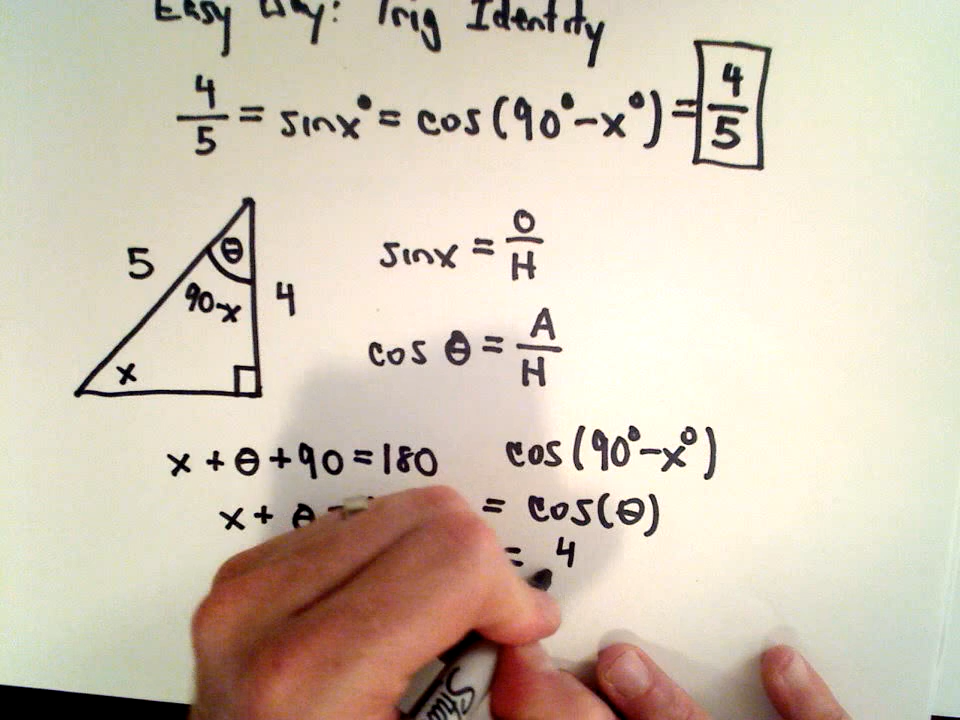 Easy Way: Trig Identity
4/5 = sin x° = cos(90° - x°) = 4/5
5
θ
90-x
4
x
sin x = O/H
cos θ = A/H
x + θ + 90 = 180
x + θ =
cos(90° - x°)
= cos(θ)
= 4